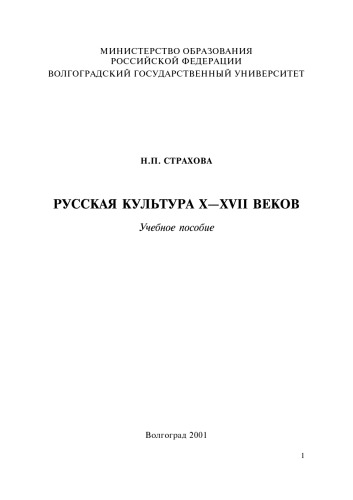 МИНИСТЕРСТВО ОБРАЗОВАНИЯ
РОССИЙСКОЙ ФЕДЕРАЦИИ
ВОЛГОГРАДСКИЙ ГОСУДАРСТВЕННЫЙ УНИВЕРСИТЕТ
Н.П. СТРАХОВА
РУССКАЯ КУЛЬТУРА X—XVII ВЕКОВ
Учебное пособие
Волгоград 2001
1